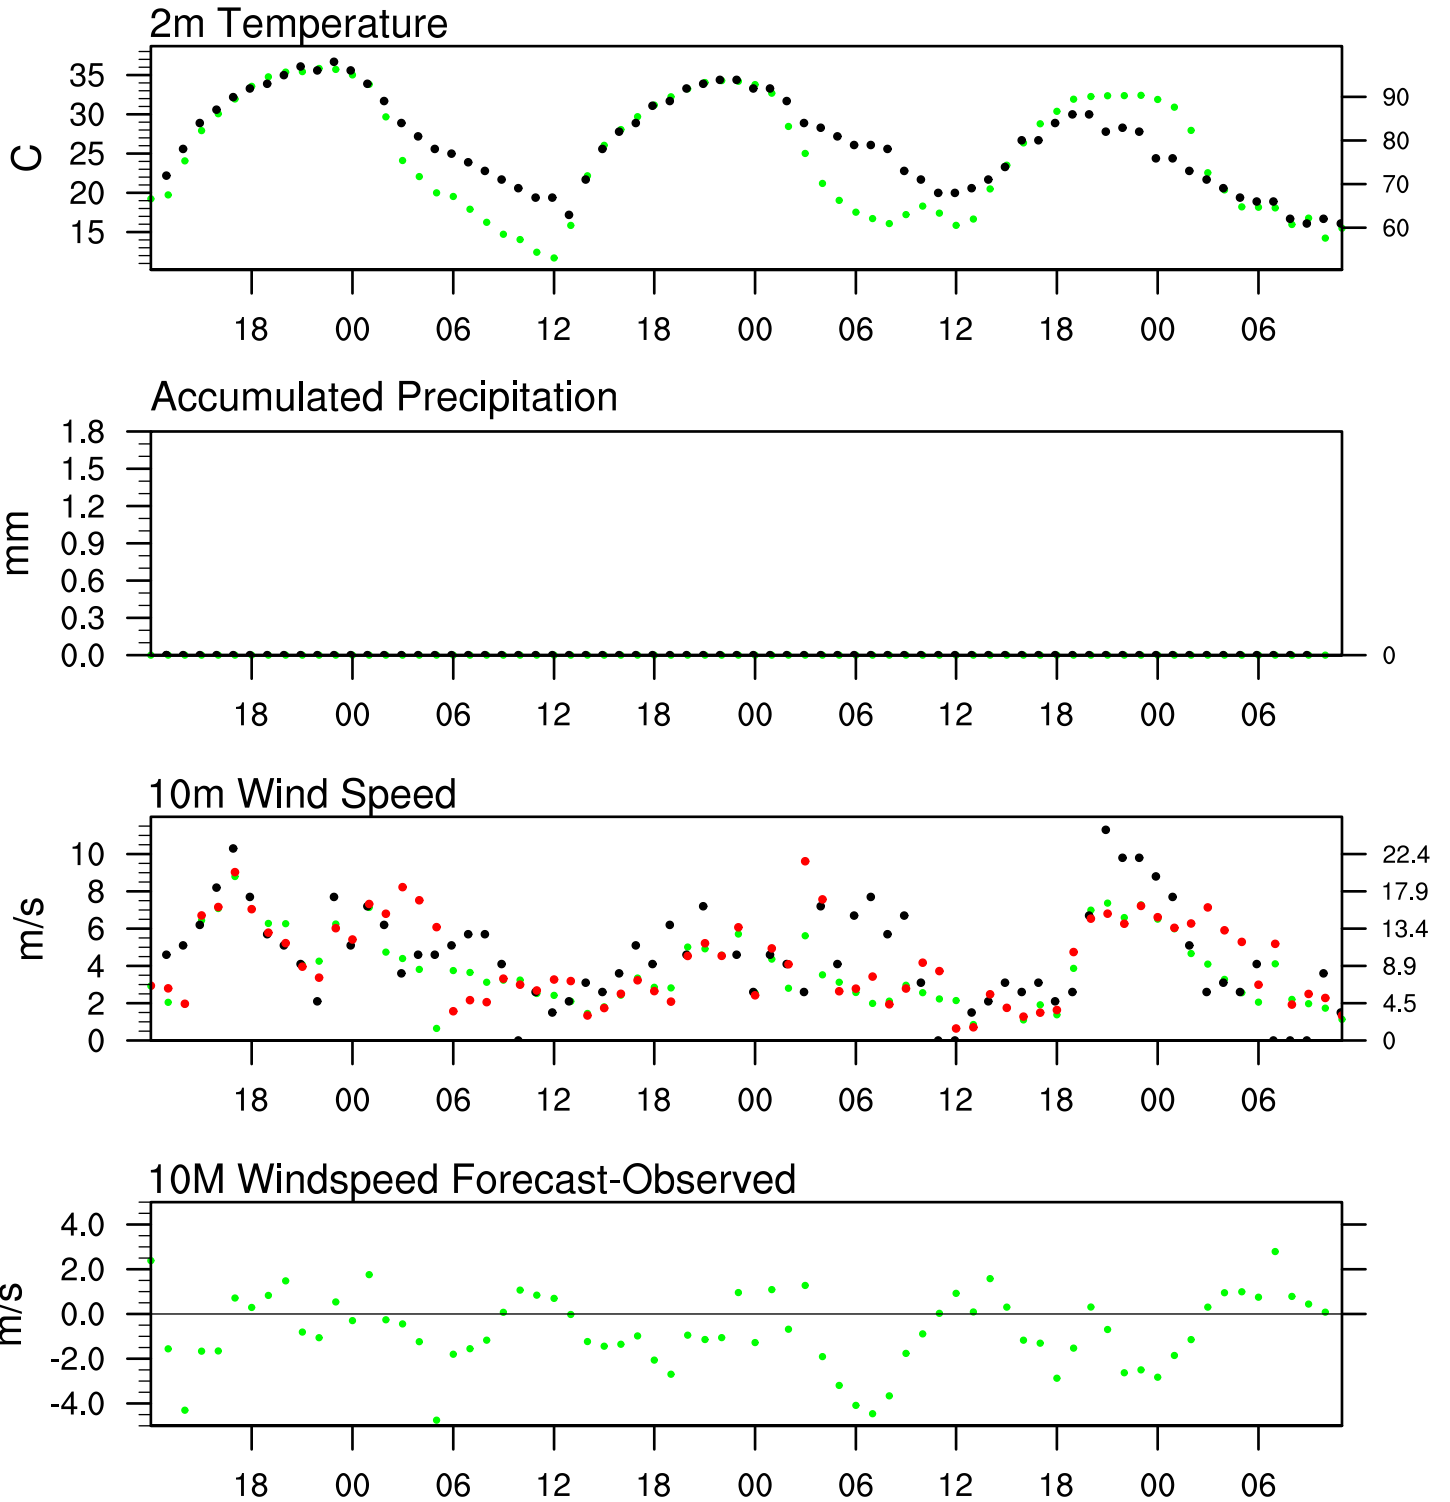 2m Temperature
35
30
25
20
15
C
90
80
70
60
18 00 06 12 18 00 06 12 18 00 06
Accumulated Precipitation
1.8
1.5
1.2
0.9
0.6
0.3
0.0
mm
0
18 00 06 12 18 00 06 12 18 00 06
10m Wind Speed
10
8
6
4
2
0
m/s
22.4
17.9
13.4
8.9
4.5
0
18 00 06 12 18 00 06 12 18 00 06
10M Windspeed Forecast-Observed
4.0
2.0
0.0
-2.0
-4.0
m/s
18 00 06 12 18 00 06 12 18 00 06